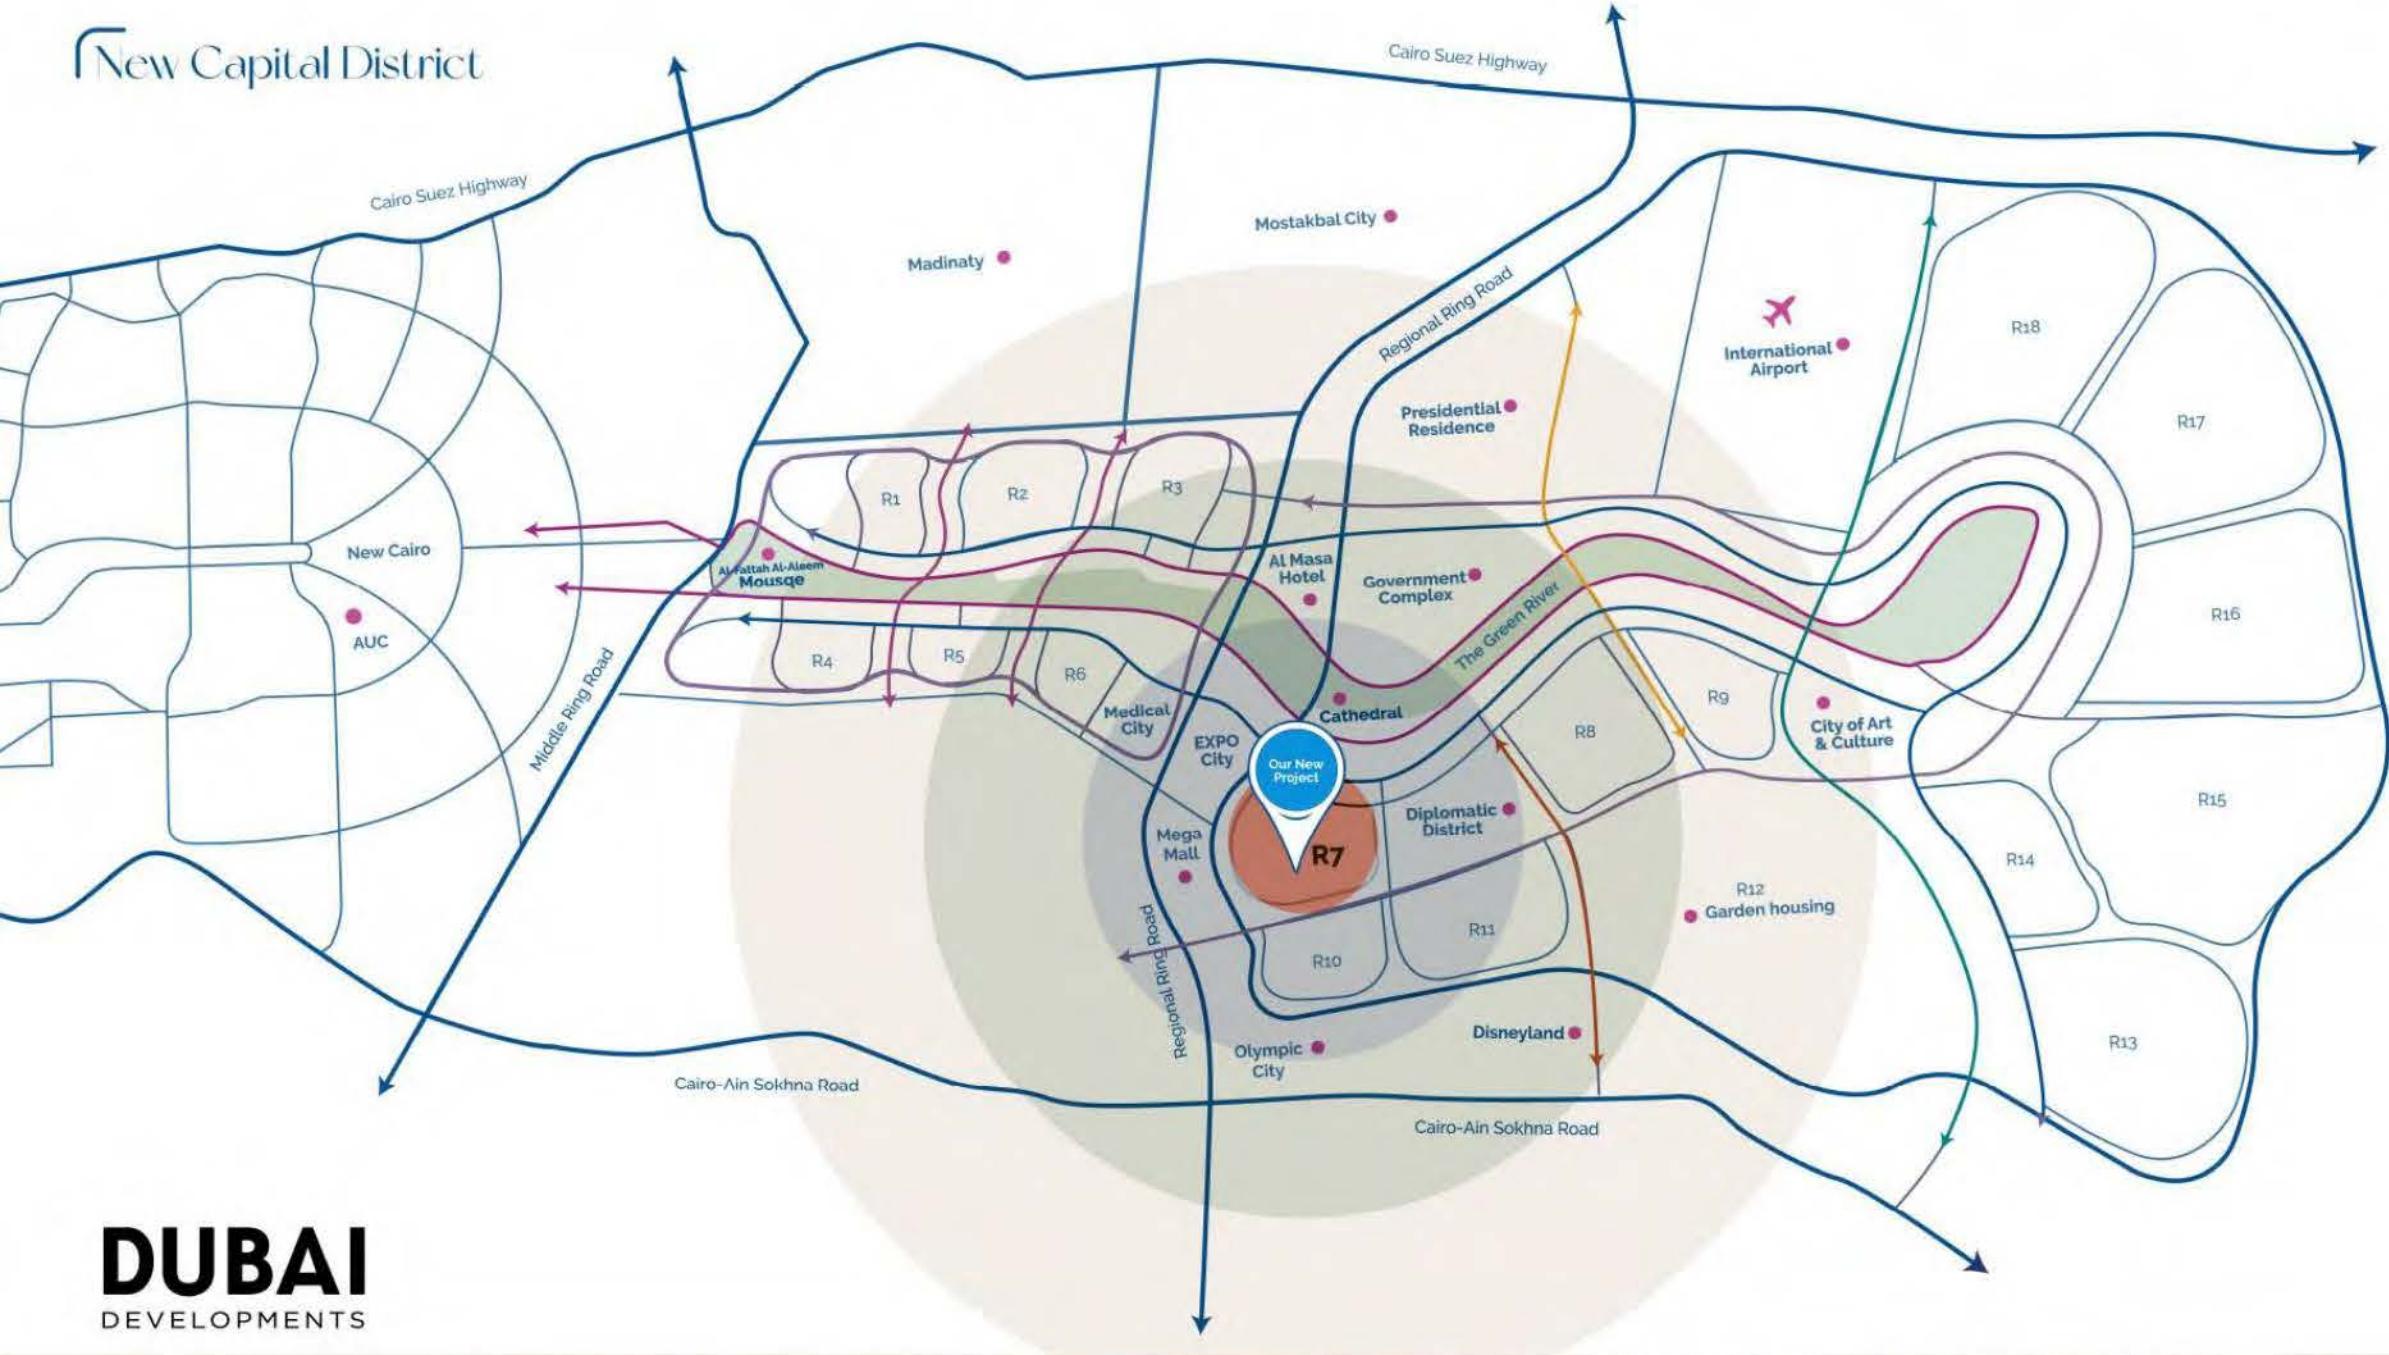 New Capital District
Cairo Suez Highway
Cairo Suez Highway
Mostakbal City
Madinaty
Regional Ring Road
International
Airport
R18
R17
Presidential
Residence
R1
R2
R3
New Cairo
Al-Fattah Al-Aleem
Mousqe
Al Masa
Hotel
Government
Complex
The Green River
R16
AUC
R4
R5
R6
Middle Ring Road
Medical
City
Cathedral
EXPO
City
R8
R9
City of Art
& Culture
Our New
Project
R15
Diplomatic
District
Mega
Mall
R7
R14
R12
Garden housing
R11
R10
Regional Ring Road
Disneyland
R13
Olympic
City
Cairo-Ain Sokhna Road
Cairo-Ain Sokhna Road
DUBAI
DEVELOPMENTS